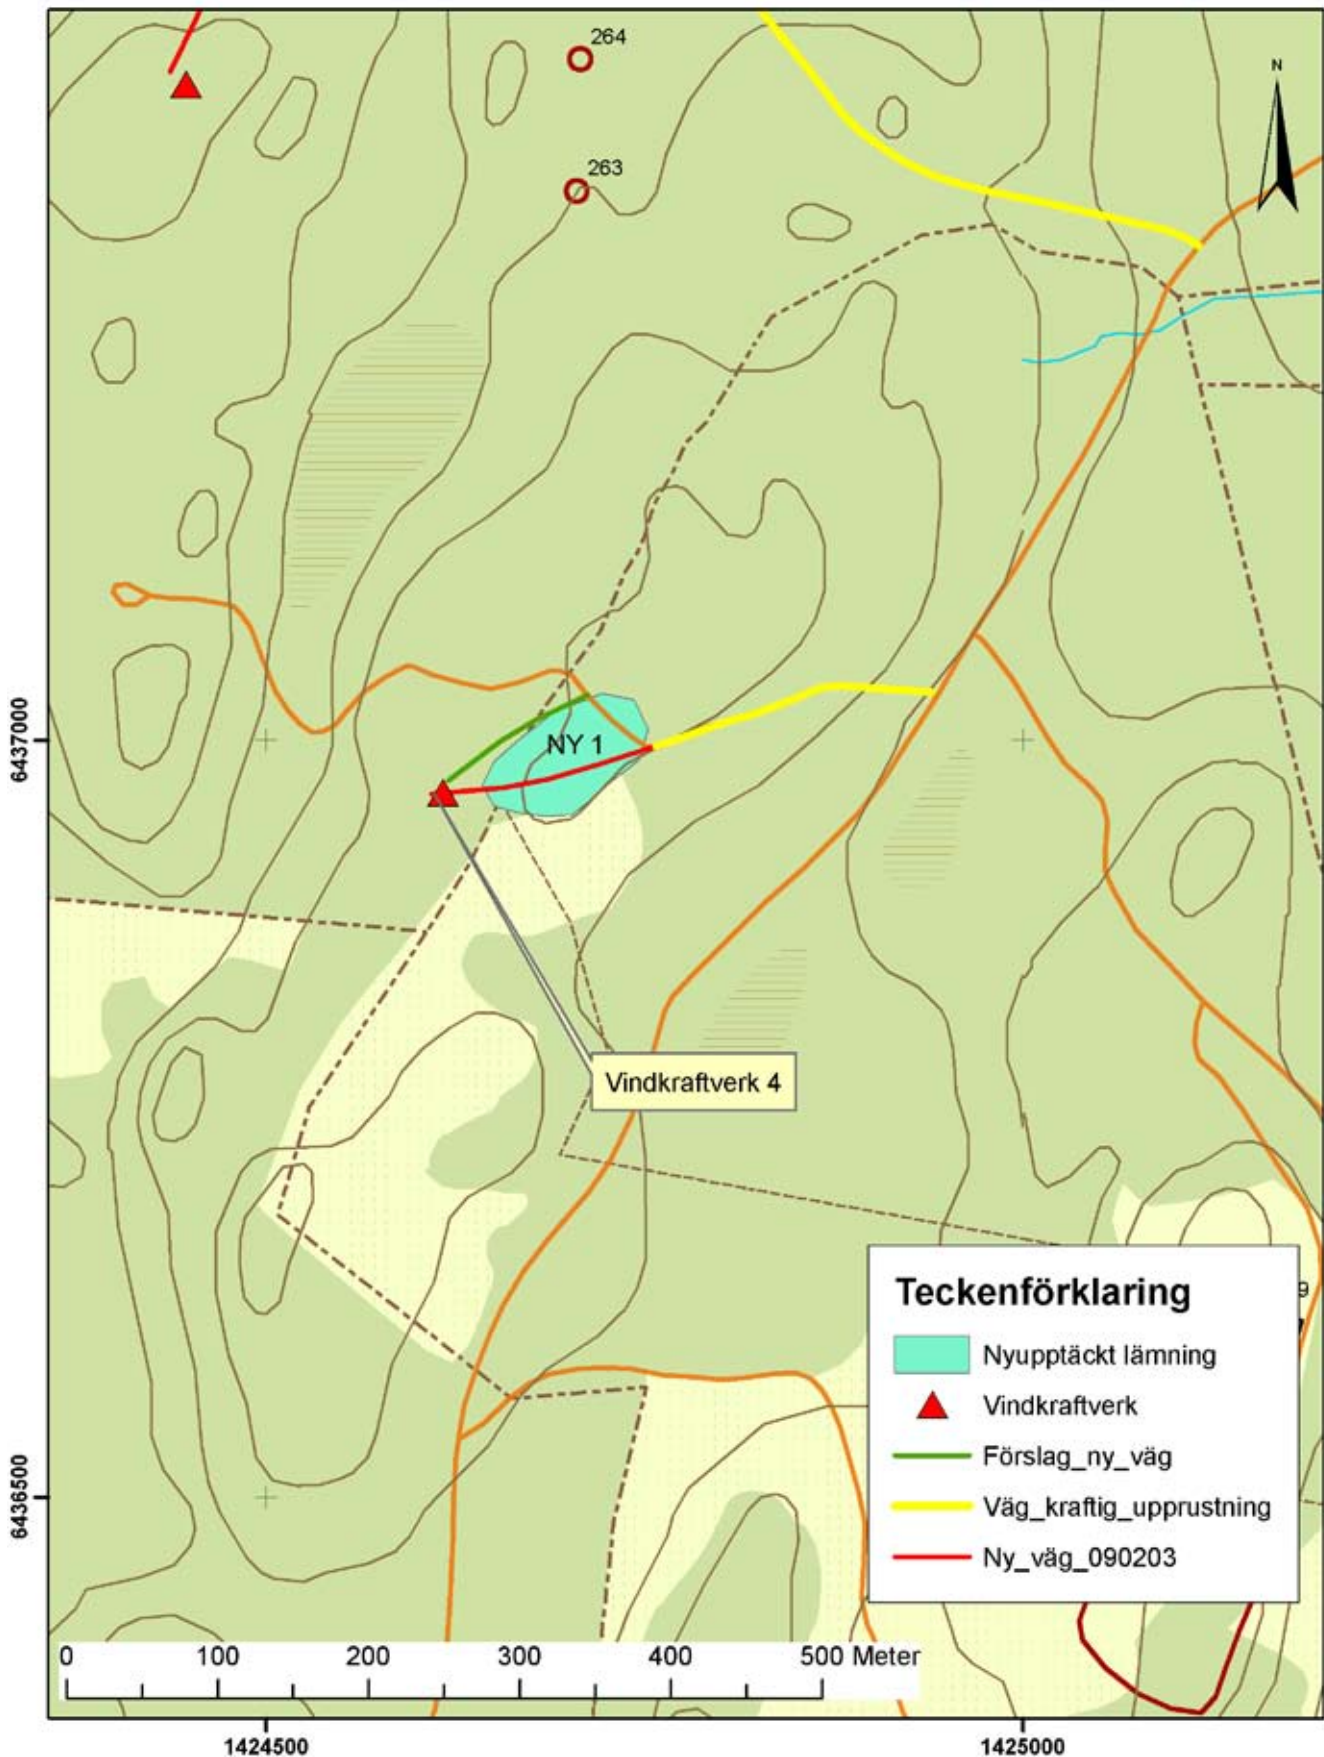 264
N
263
6437000
NY 1
Vindkraftverk 4
Teckenförklaring
9
Nyupptäckt lämning
Vindkraftverk
Förslag_ny_väg
6436500
Väg_kraftig_upprustning
Ny_väg_090203
0 100 200 300 400 500 Meter
1424500 1425000